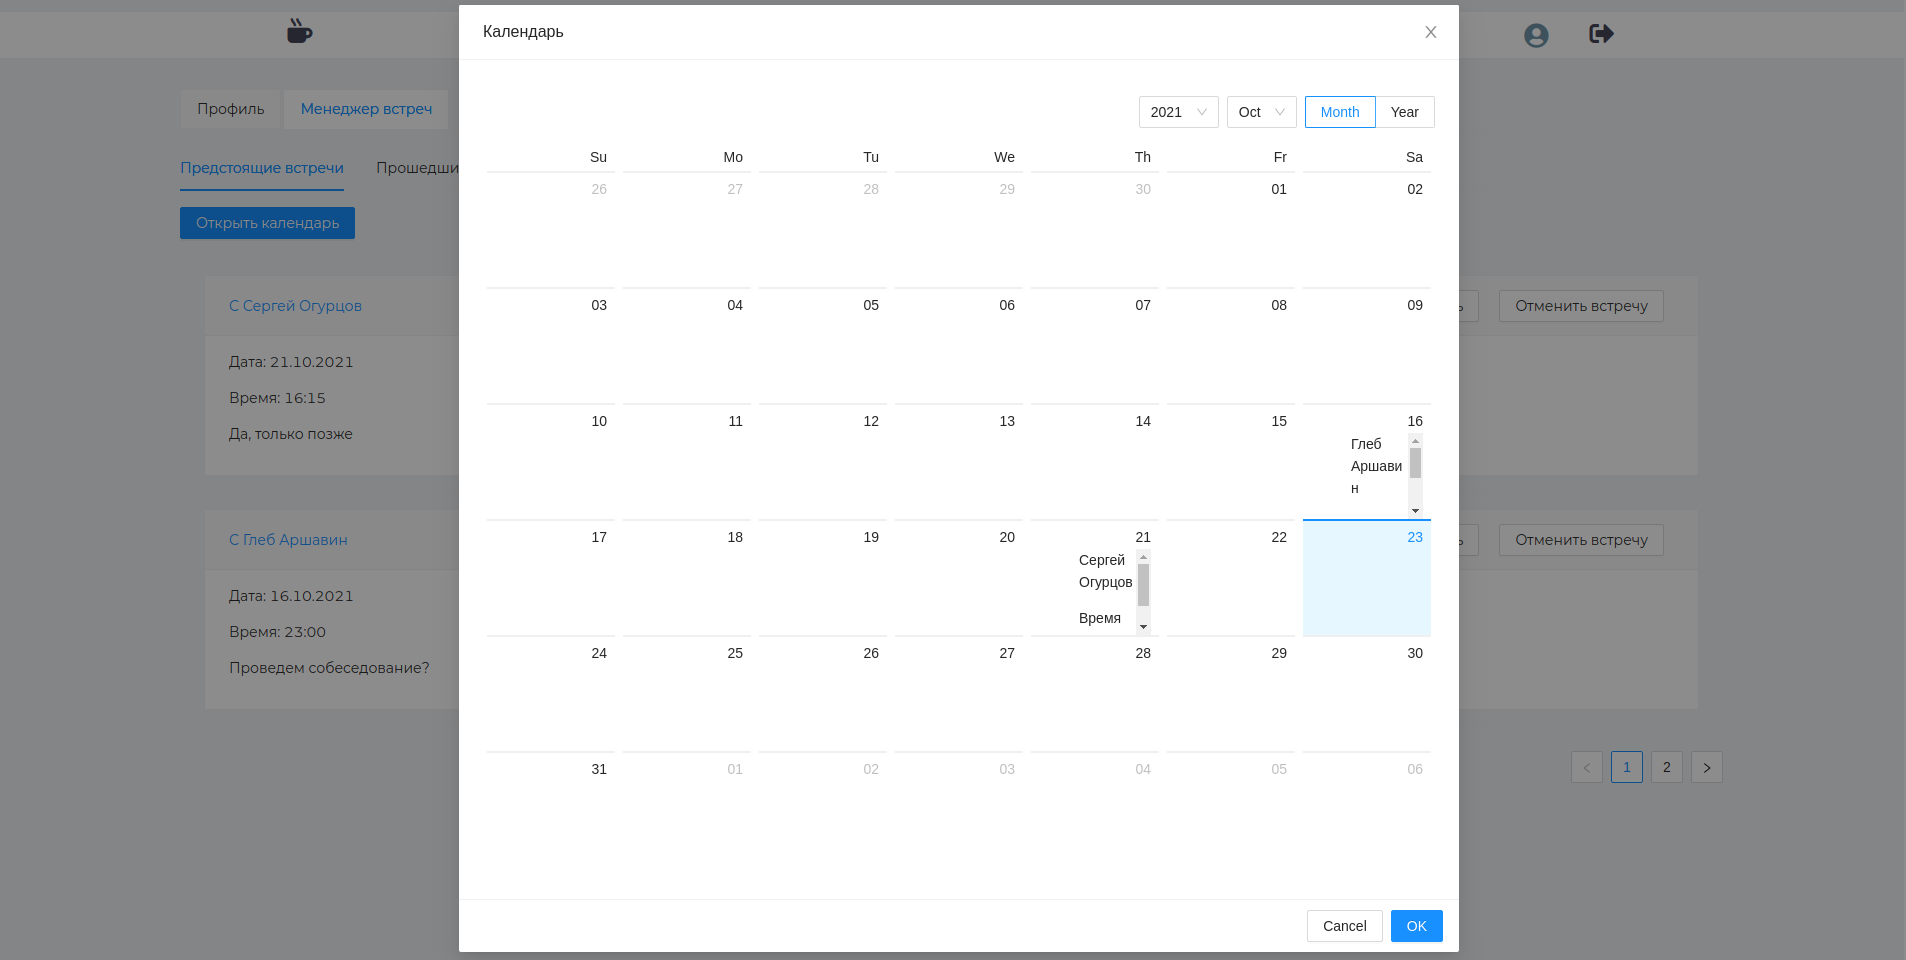 Календарь
Профиль
Менеджер встреч
2021
Oct
Month
Year
Предстоящие встречи
Su Mo Tu We Th Fr Sa
26 27 28 29 30 01 02
Открыть календарь
С Сергей Огурцов
Отменить встречу
03 04 05 06 07 08 09
Дата: 21.10.2021
Время: 16:15
Да, только позже
10 11 12 13 14 15 16
Глеб
Аршави
н
17 18 19 20 21 22 23
Сергей
Огурцов
Время
С Глеб Аршавин
Отменить встречу
Дата: 16.10.2021
Время: 23:00
Проведем собеседование?
24 25 26 27 28 29 30
31 01 02 03 04 05 06
1 2
Cancel
OK